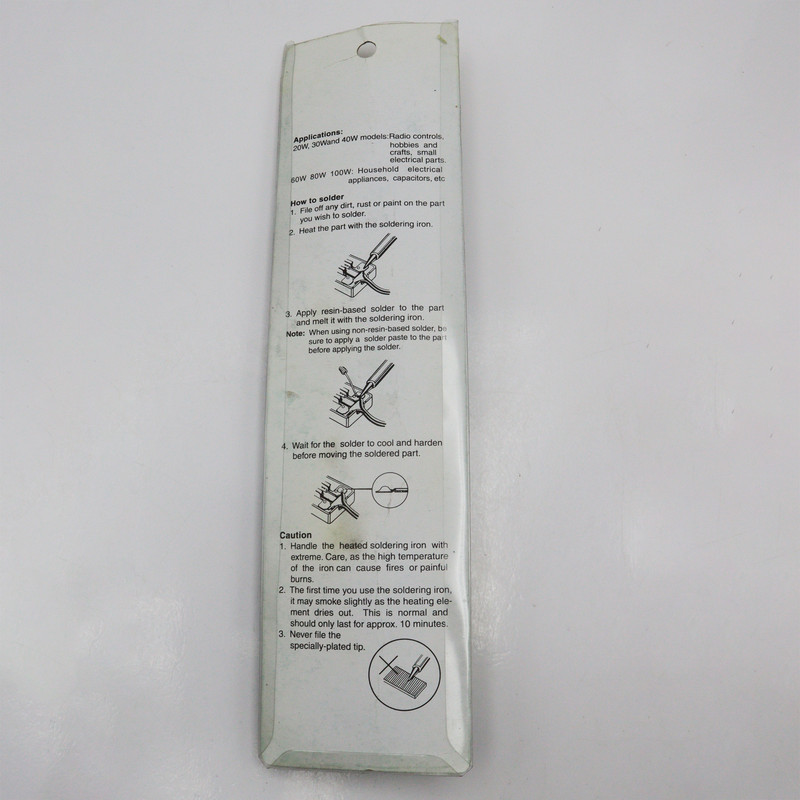 Applications:
20W, 30Wand 40W models:Radio controls,
hobbies and
crafts, small
electrical parts.
60W 80W 100W: Household electrical
appliances, capacitors, etc
How to solder
1. File off any dirt, rust or paint on the part
you wish to solder.
2. Heat the part with the soldering iron.
3. Apply resin-based solder to the part
and melt it with the soldering iron.
Note: When using non-resin-based solder, be
sure to apply a solder paste to the part
before applying the solder.
4. Wait for the solder to cool and harden
before moving the soldered part.
Caution
1. Handle the heated soldering iron with
extreme. Care, as the high temperature
of the iron can cause fires or painful
burns.
2. The first time you use the soldering iron,
it may smoke slightly as the heating ele-
ment dries out. This is normal and
should only last for approx. 10 minutes.
3. Never file the
specially-plated tip.